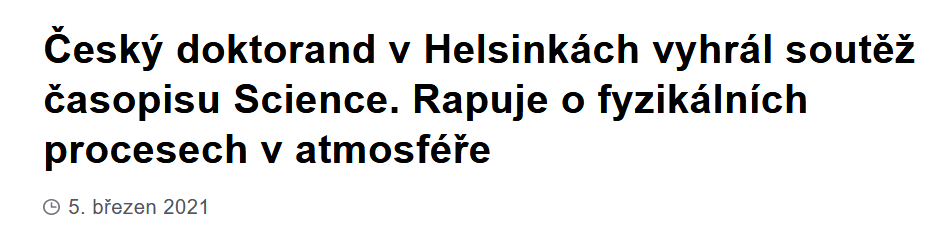 Český doktorand v Helsinkách vyhrál soutěž
časopisu Science. Rapuje o fyzikálních
procesech v atmosféře
5. březen 2021